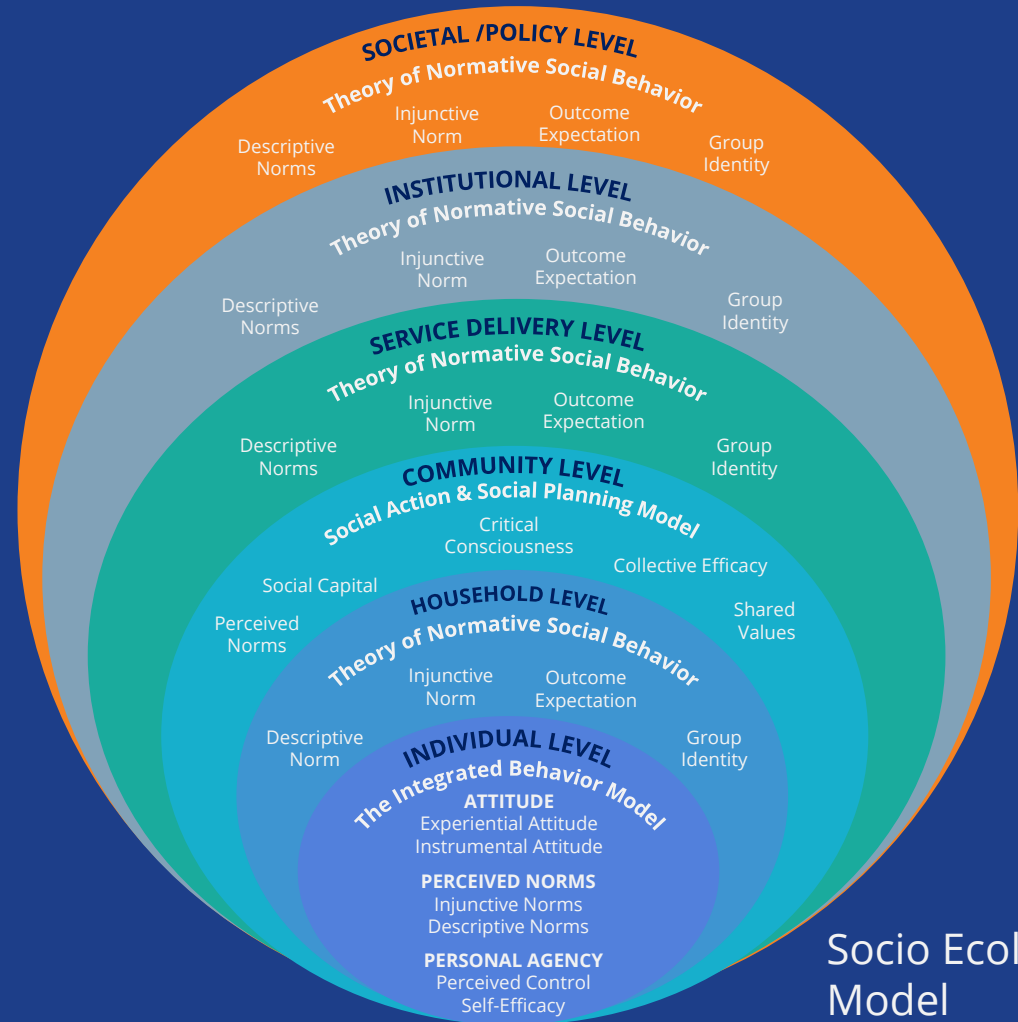 SOCIETAL /POLICY LEVEL
Theory of Normative Social Behavior
Descriptive
Norms
Injunctive
Norm
Outcome
Expectation
Group
Identity
INSTITUTIONAL LEVEL
Theory of Normative Social Behavior
Descriptive
Norms
Injunctive
Norm
Outcome
Expectation
Group
Identity
SERVICE DELIVERY LEVEL
Theory of Normative Social Behavior
Descriptive
Norms
Injunctive
Norm
Outcome
Expectation
Group
Identity
COMMUNITY LEVEL
Social Action & Social Planning Model
Critical
Consciousness
Collective Efficacy
Social Capital
Perceived
Norms
Shared
Values
HOUSEHOLD LEVEL
Theory of Normative Social Behavior
Descriptive
Norm
Injunctive
Norm
Outcome
Expectation
Group
Identity
INDIVIDUAL LEVEL
The Integrated Behavior Model
ATTITUDE
Experiential Attitude
Instrumental Attitude
PERCEIVED NORMS
Injunctive Norms
Descriptive Norms
PERSONAL AGENCY
Perceived Control
Self-Efficacy
Socio Ecol
Model